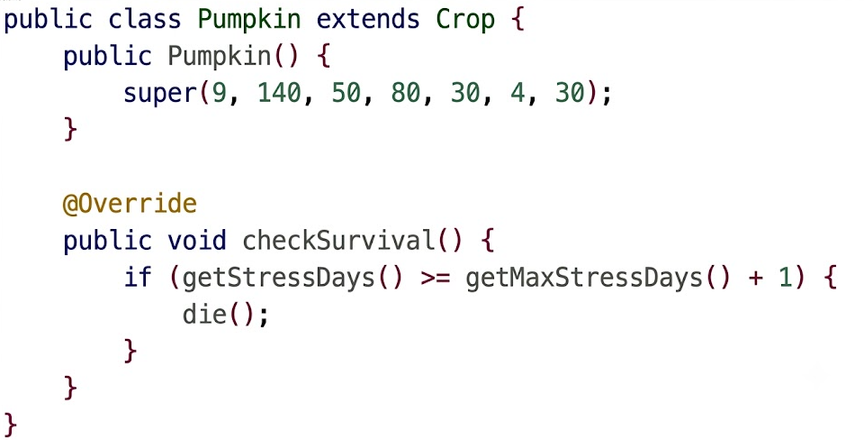 public class Pumpkin extends Crop {
    public Pumpkin() {
        super(9, 140, 50, 80, 30, 4, 30);
    }

    @Override
    public void checkSurvival() {
        if (getStressDays() >= getMaxStressDays() + 1) {
            die();
        }
    }
}